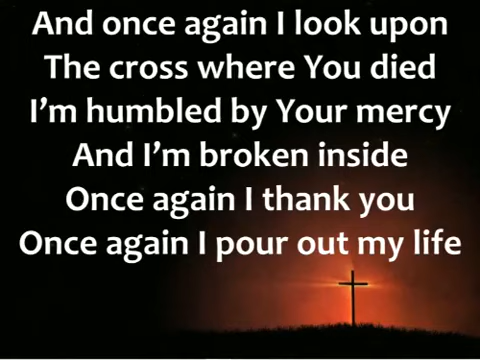 And once again I look upon
The cross where You died
I'm humbled by Your mercy
And I'm broken inside
Once again I thank you
Once again I pour out my life